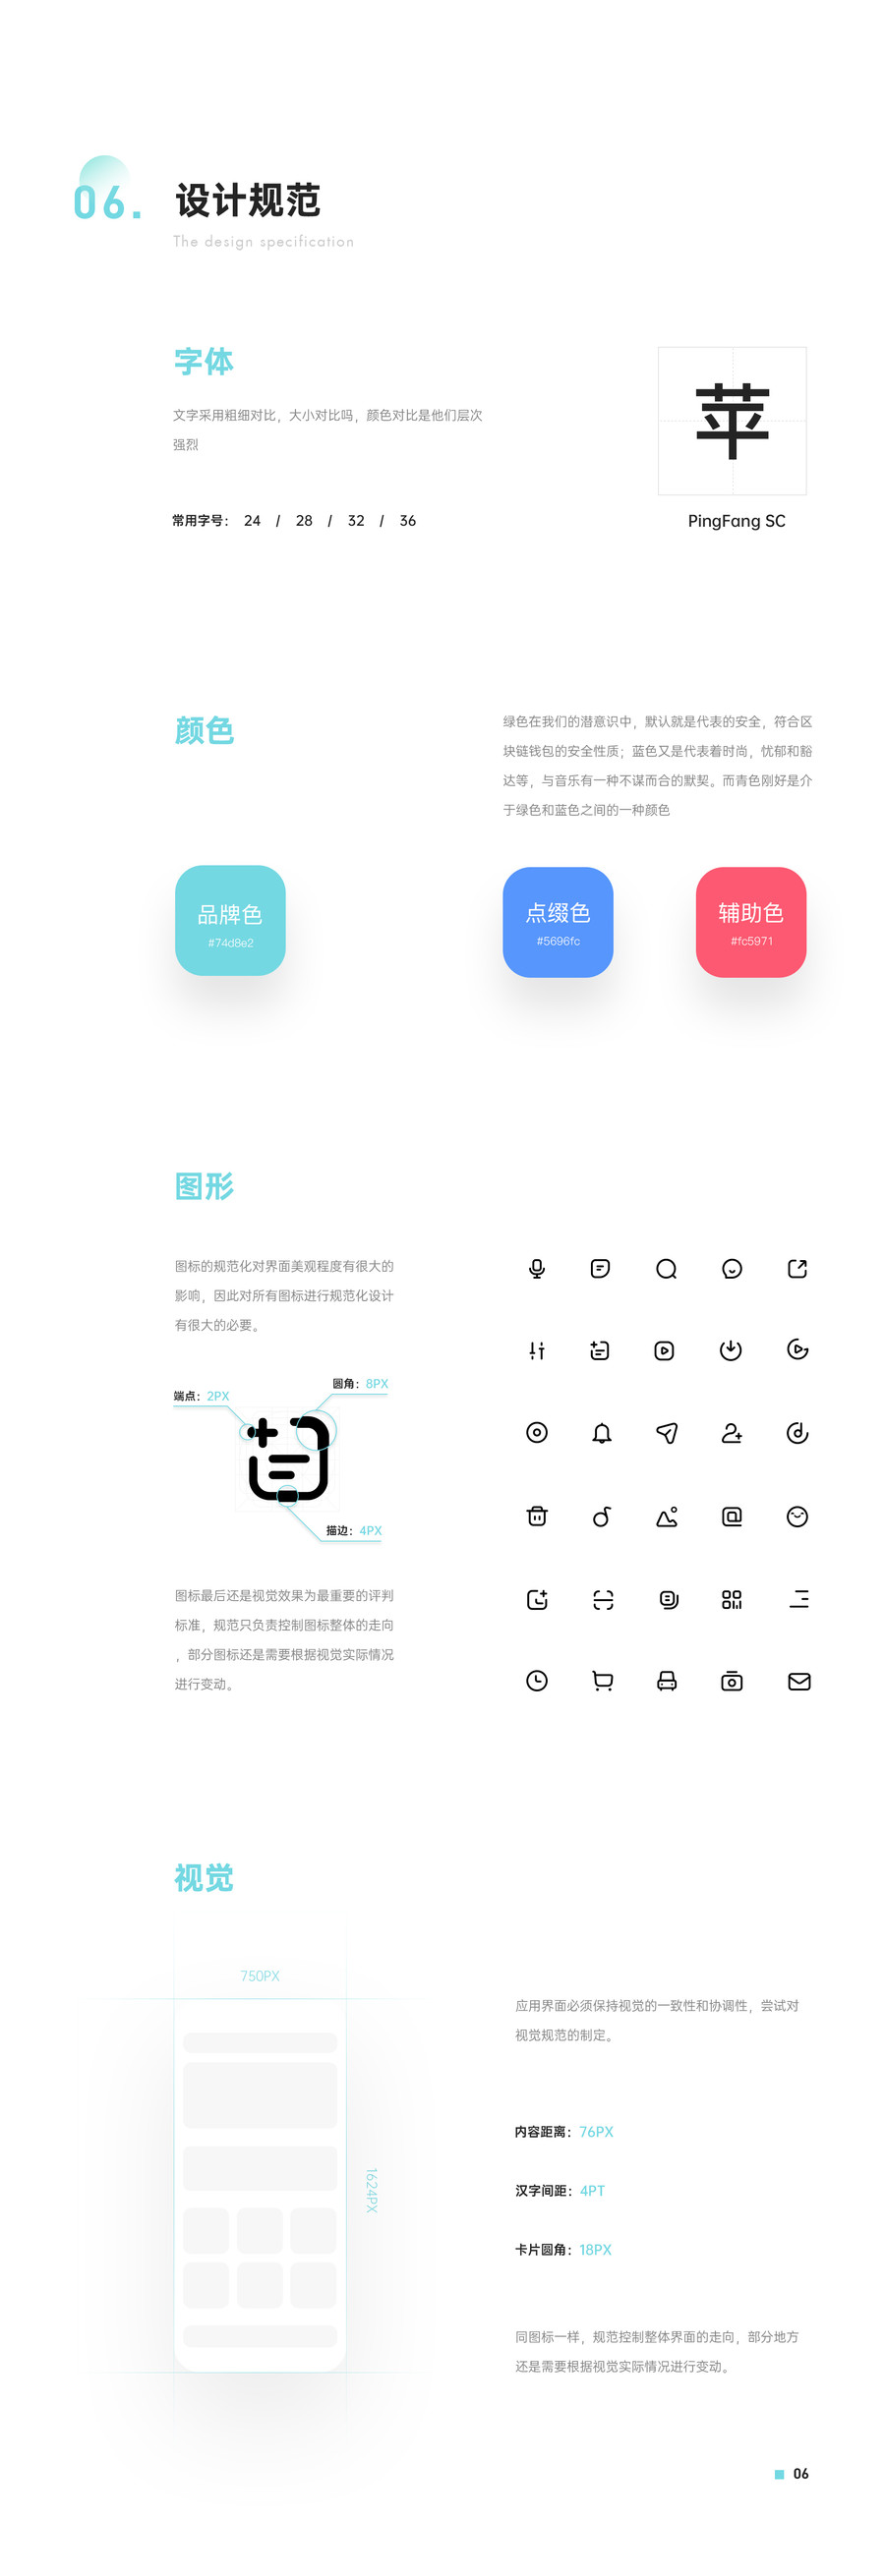 06.
设计规范
The design specification
字体
文字采用粗细对比，大小对比吗，颜色对比是他们层次
强烈
常用字号： 24 / 28 / 32 / 36
苹
PingFang SC
颜色
绿色在我们的潜意识中，默认就是代表的安全，符合区
块链钱包的安全性质；蓝色又是代表着时尚，忧郁和豁
达等，与音乐有一种不谋而合的默契。而青色刚好是介
于绿色和蓝色之间的一种颜色
品牌色
#74d8e2
点缀色
#5696fc
辅助色
#fc5971
图形
图标的规范化对界面美观程度有很大的
影响，因此对所有图标进行规范化设计
有很大的必要。
圆角：8PX
端点：2PX
描边：4PX
图标最后还是视觉效果为最重要的评判
标准，规范只负责控制图标整体的走向
，部分图标还是需要根据视觉实际情况
进行变动。
视觉
750PX
1624PX
应用界面必须保持视觉的一致性和协调性，尝试对
视觉规范的制定。
内容距离：76PX
汉字间距：4PT
卡片圆角：18PX
同图标一样，规范控制整体界面的走向，部分地方
还是需要根据视觉实际情况进行变动。
06